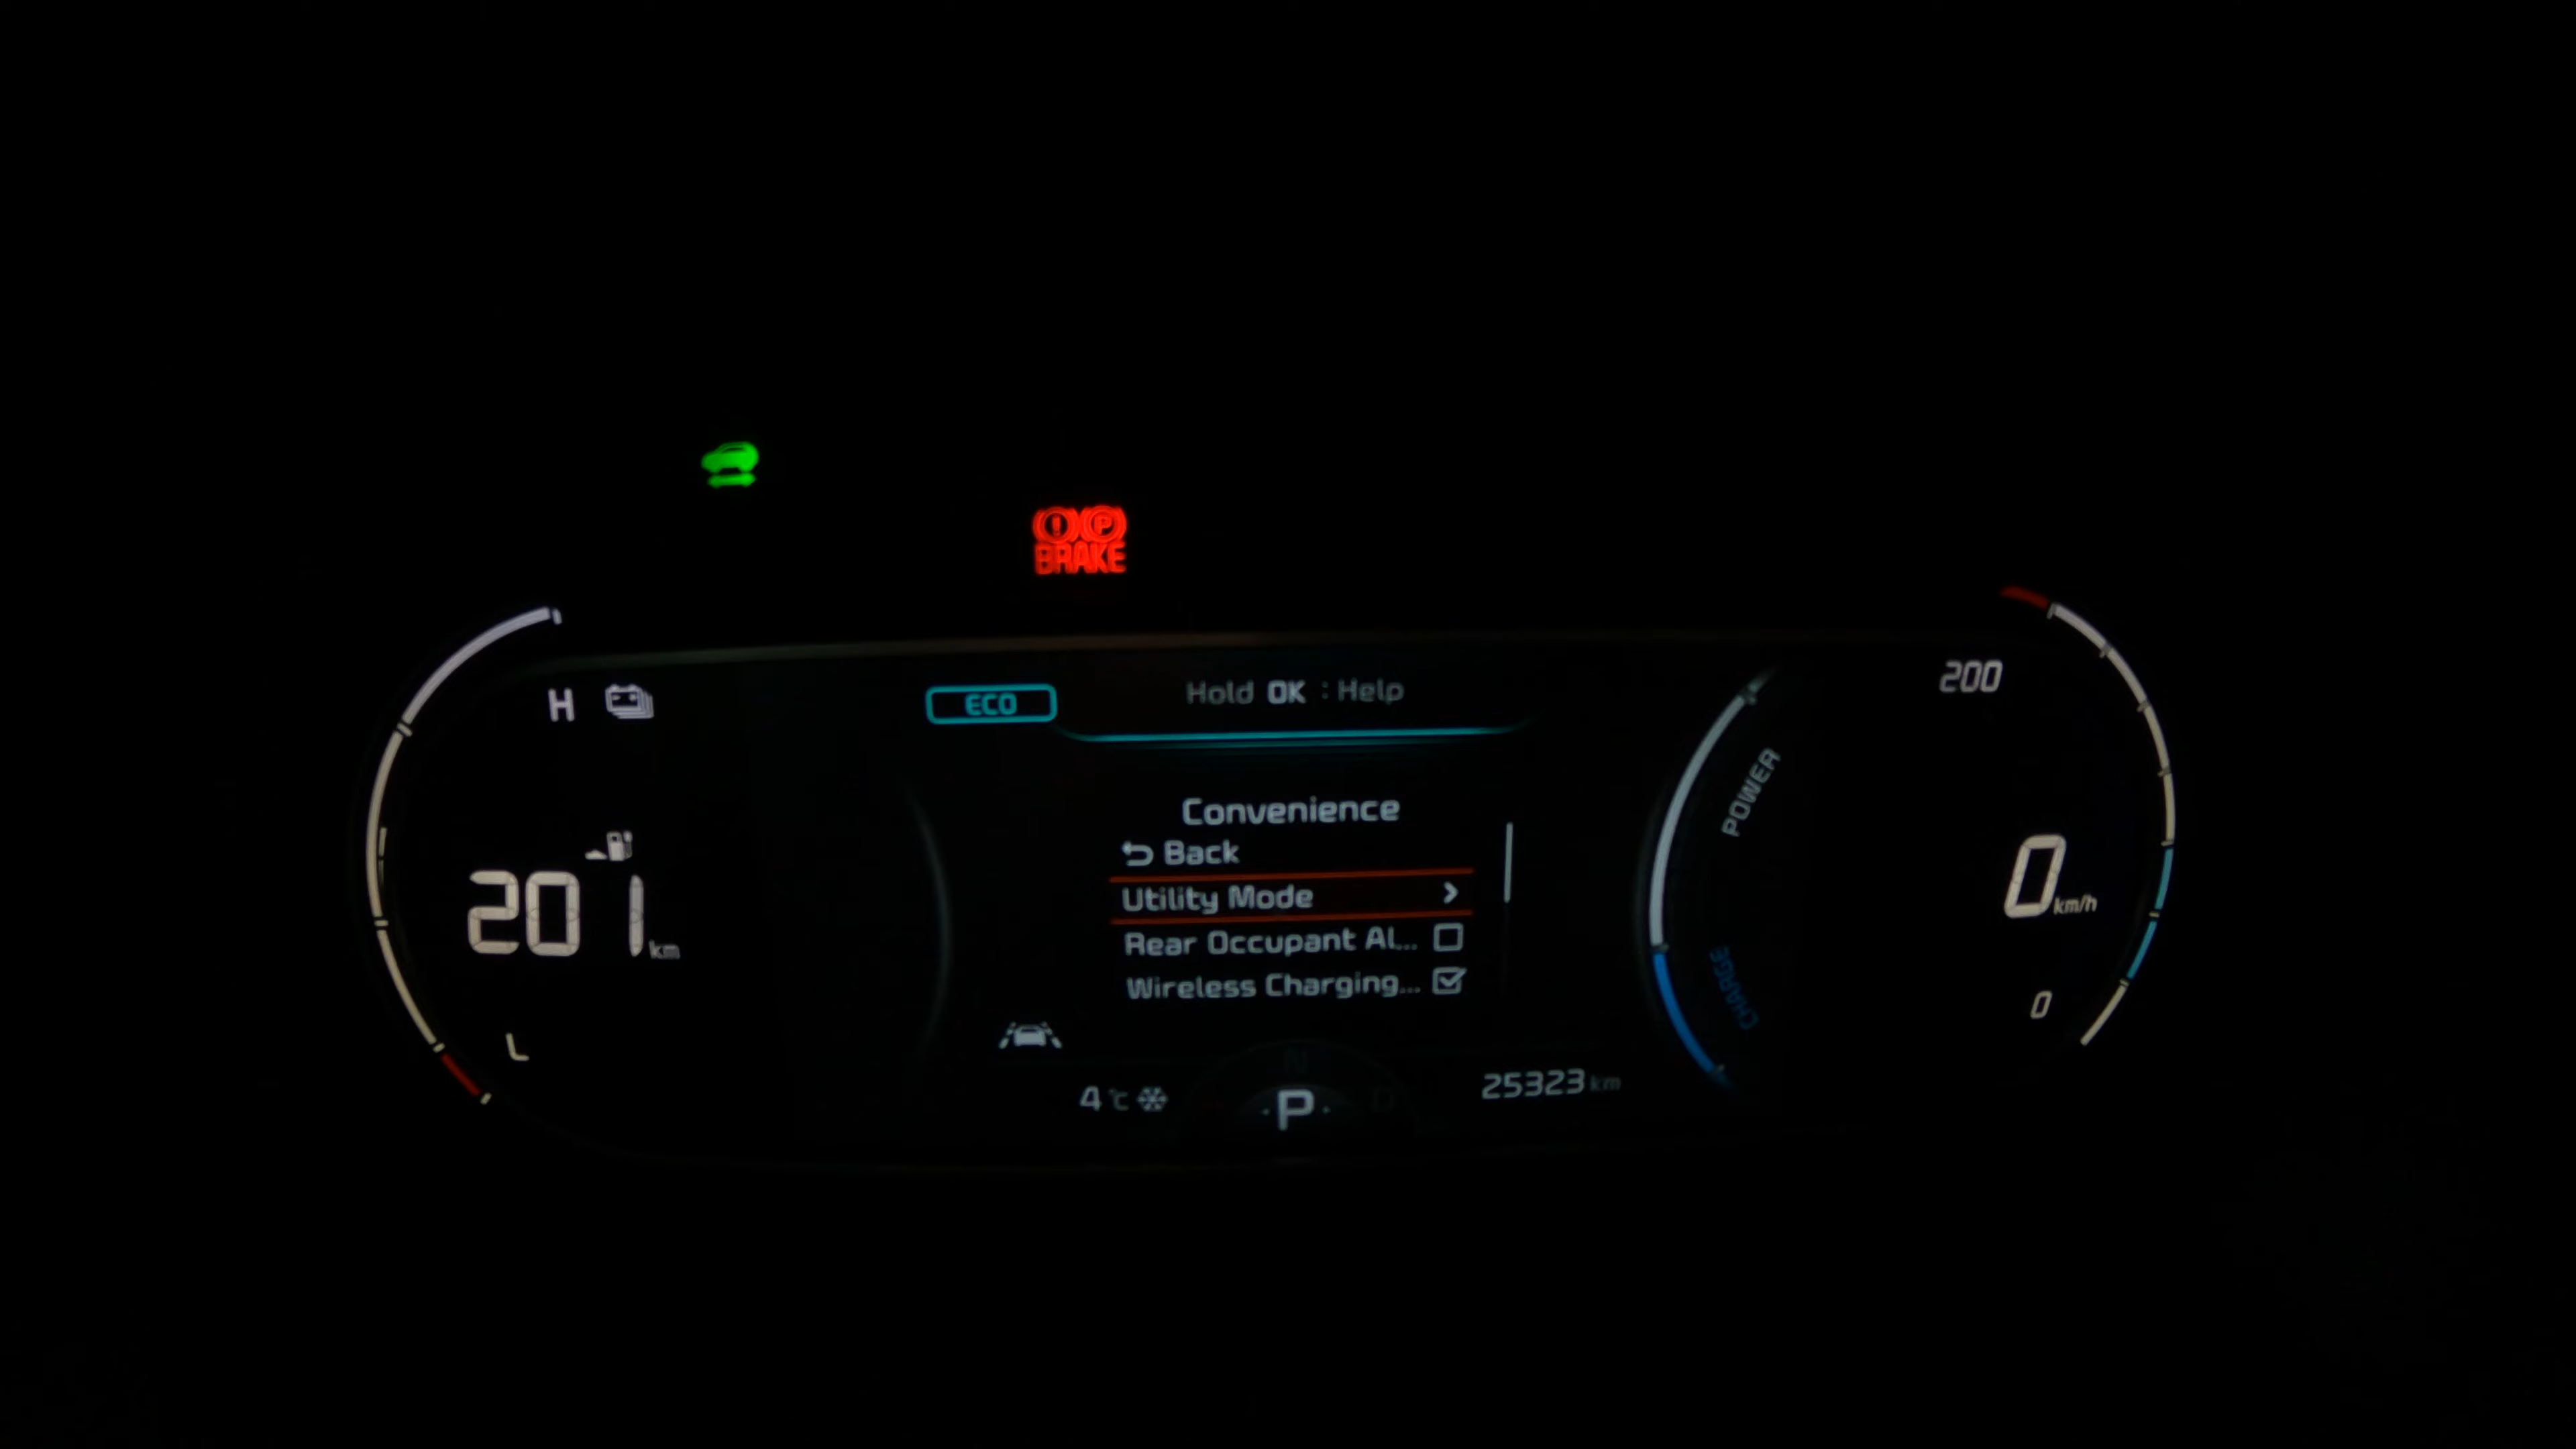 BRAKE
H
ECO
Hold OK : Help
200
POWER
Convenience
Back
Utility Mode
Rear Occupant Al...
Wireless Charging...
201 km
0 km/h
CHARGE
0
L
N
4°C
P
D
25323 km